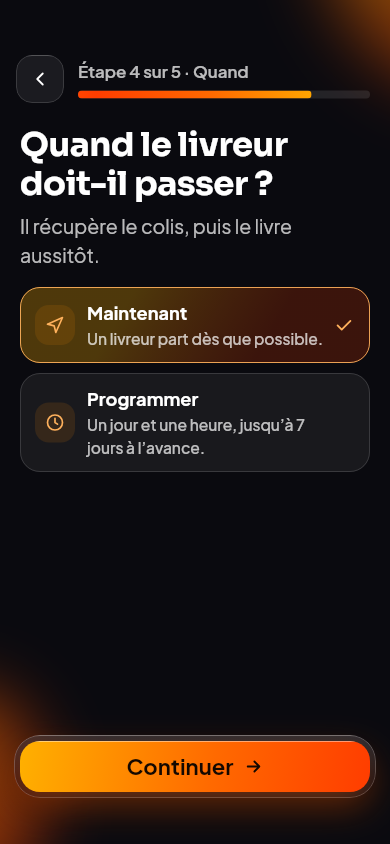 Étape 4 sur 5 · Quand
Quand le livreur
doit-il passer ?
Il récupère le colis, puis le livre
aussitôt.
Maintenant
Un livreur part dès que possible.
Programmer
Un jour et une heure, jusqu’à 7
jours à l’avance.
Continuer →